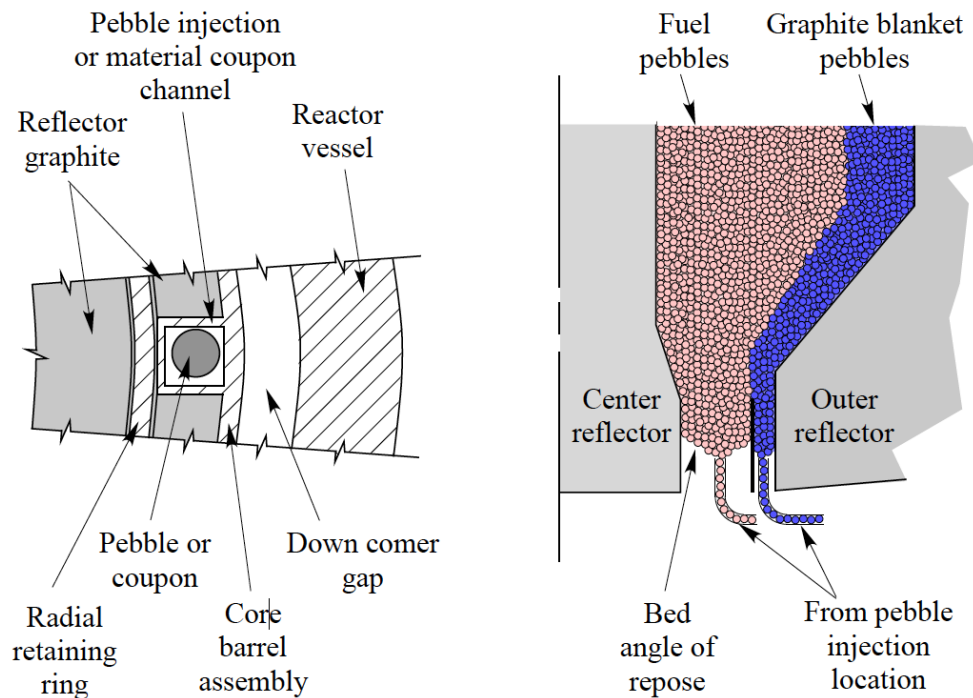 Pebble injection
or material coupon
channel
Reflector
graphite
Reactor
vessel
Pebble or
coupon
Down comer
gap
Radial
retaining
ring
Core
barrel
assembly
Fuel
pebbles
Graphite blanket
pebbles
Center
reflector
Outer
reflector
Bed
angle of
repose
From pebble
injection
location